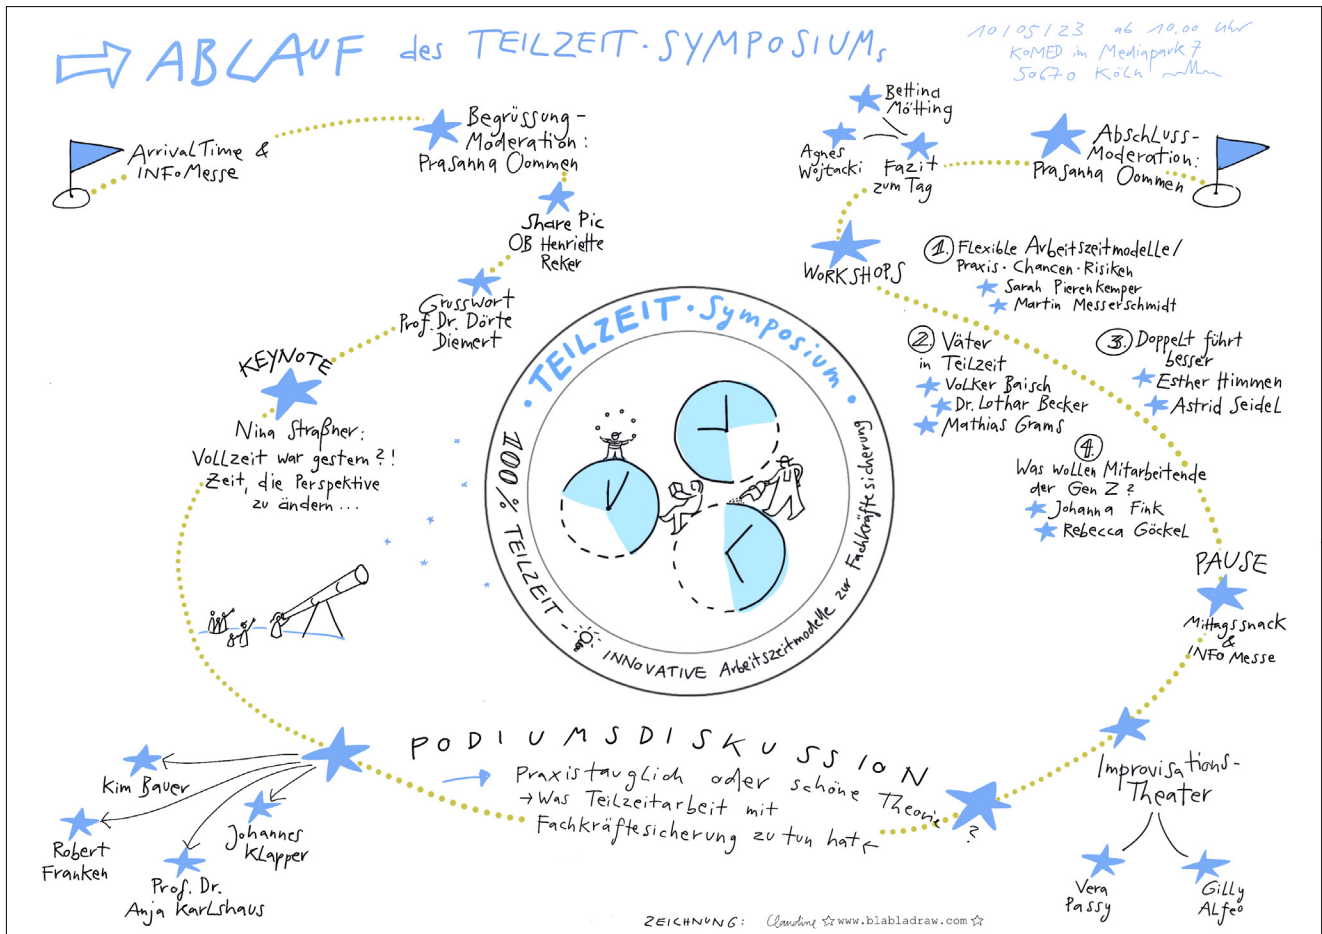 ABLAUF des TEILZEIT·SYMPOSIUMs
10/05/23 ab 10.00 Uhr
KOMED im Mediapark 7
50670 Köln
Arrival Time &
INFo Messe
Begrüssung-
Moderation:
Prasanna Oommen
Share Pic
OB Henriette
Reker
Grusswort
Prof. Dr. Dörte
Diemert
KEYNOTE
Nina Straßner:
Vollzeit war gestern?!
Zeit, die Perspektive
zu ändern...
PODIUMSDISKUSSION
Praxistauglich oder schöne Theorie?
→Was Teilzeitarbeit mit
Fachkräftesicherung zu tun hat←
Kim Bauer
Robert
Franken
Prof. Dr.
Anja Karlshaus
Johannes
Klapper
Improvisations-
Theater
Vera
Passy
Gilly
Alfeo
PAUSE
Mittagssnack
&
INFo Messe
WORKSHOPS
1. Flexible Arbeitszeitmodelle/
Praxis·Chancen·Risiken
Sarah Pierenkemper
Martin Messerschmidt
2. Väter
in Teilzeit
Volker Baisch
Dr. Lothar Becker
Mathias Grams
3. Doppelt führt
besser
Esther Himmen
Astrid Seidel
4.
Was wollen Mitarbeitende
der Gen Z?
Johanna Fink
Rebecca Göckel
Fazit
zum Tag
Bettina
Mötting
Agnes
Wojtacki
Abschluss-
Moderation:
Prasanna Oommen
• TEILZEIT·Symposium •
100% TEILZEIT - INNOVATIVE Arbeitszeitmodelle zur Fachkräftesicherung
ZEICHNUNG: Claudine ☆www.blabladraw.com☆